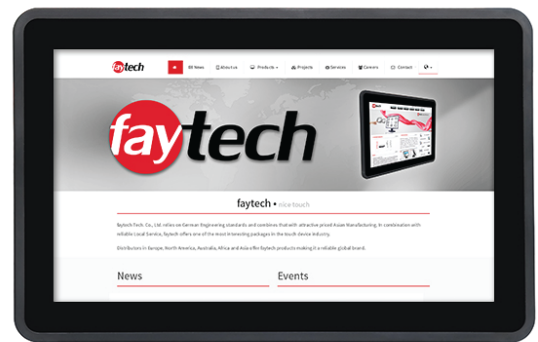 faytech
News
About us
Products
Projects
Services
Careers
Contact
faytech
faytech • nice touch
faytech Tech. Co., Ltd. relies on German Engineering standards and combines that with attractive priced Asian Manufacturing. In combination with
reliable Local Service, faytech offers one of the most interesting packages in the touch device industry.
Distributors in Europe, North America, Australia, Africa and Asia offer faytech products making it a reliable global brand.
News
Events